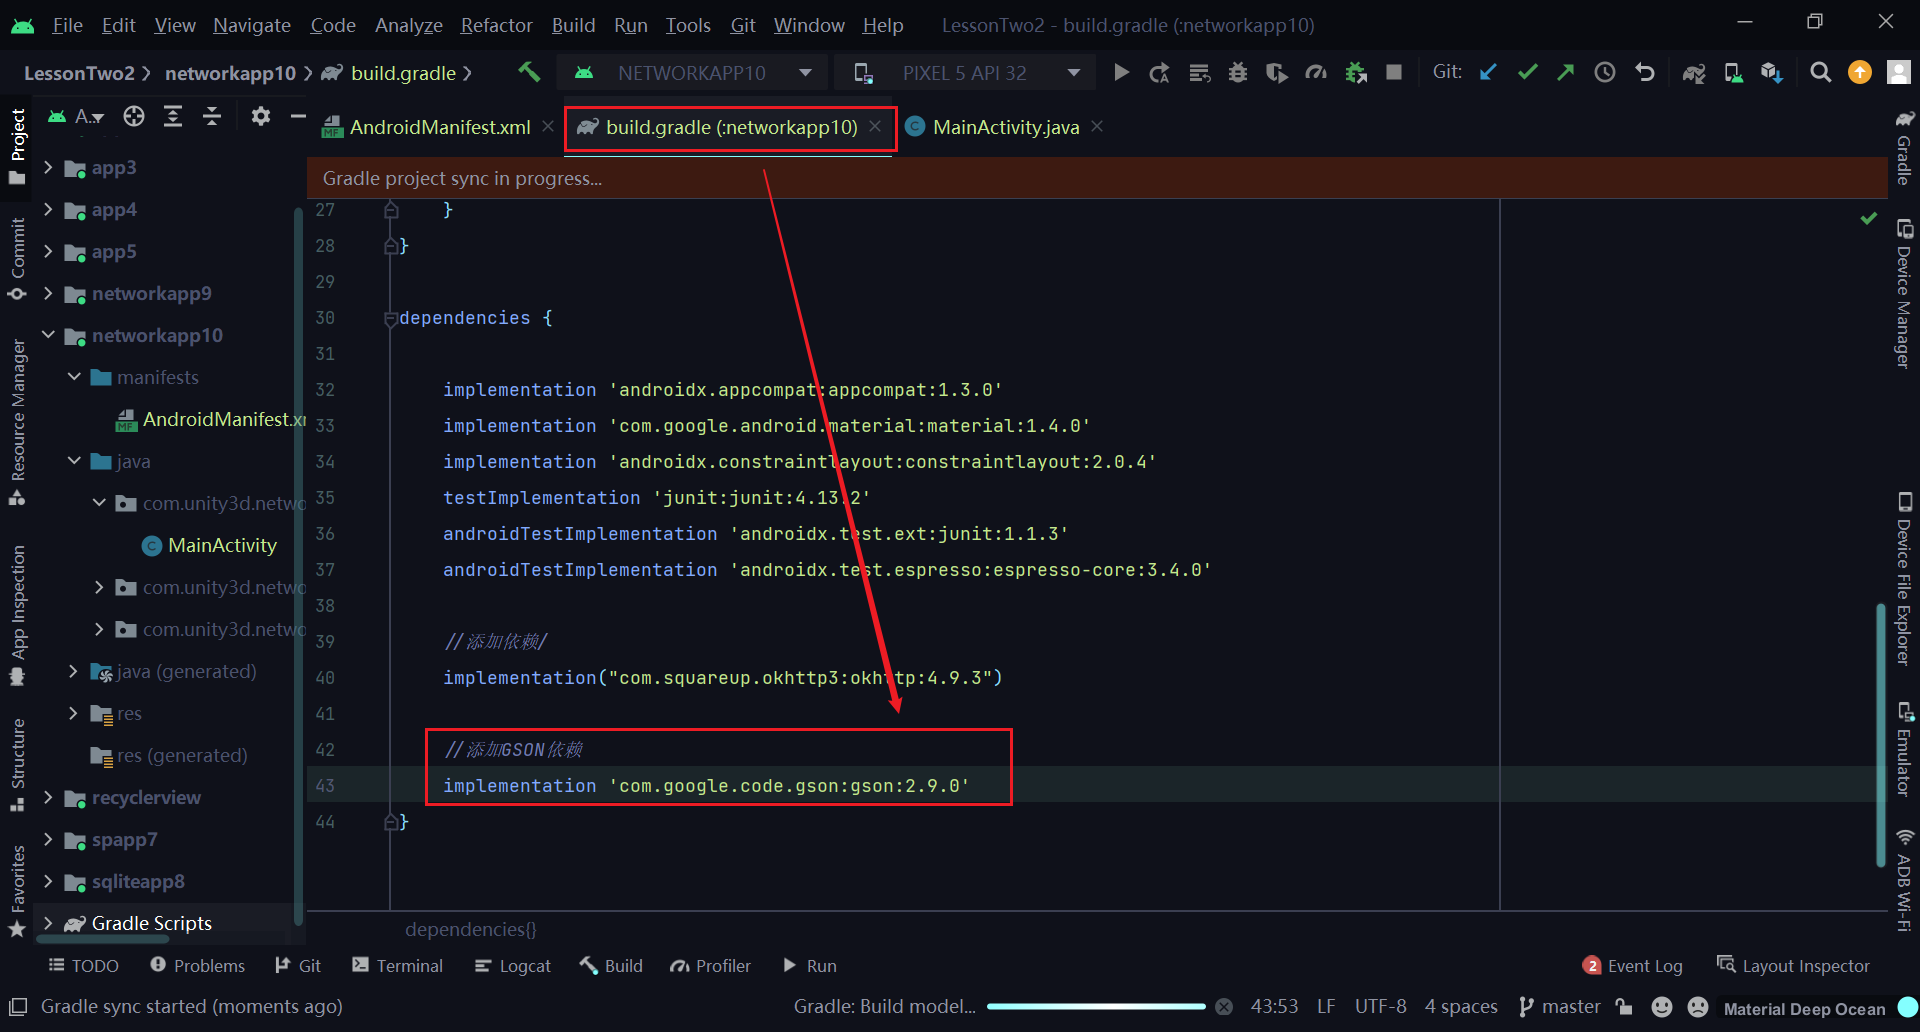 File Edit View Navigate Code Analyze Refactor Build Run Tools Git Window Help LessonTwo2 - build.gradle (:networkapp10)
LessonTwo2 networkapp10 build.gradle NETWORKAPP10 PIXEL 5 API 32 Git:
A..
AndroidManifest.xml build.gradle (:networkapp10) MainActivity.java
Gradle project sync in progress...
Project
Commit
Resource Manager
App Inspection
Structure
Favorites
app3
app4
app5
networkapp9
networkapp10
manifests
AndroidManifest.xm
java
com.unity3d.netwo
MainActivity
com.unity3d.netwo
com.unity3d.netwo
java (generated)
res
res (generated)
recyclerview
spapp7
sqliteapp8
Gradle Scripts
27 }
28 }
29
30 dependencies {
31
32 implementation 'androidx.appcompat:appcompat:1.3.0'
33 implementation 'com.google.android.material:material:1.4.0'
34 implementation 'androidx.constraintlayout:constraintlayout:2.0.4'
35 testImplementation 'junit:junit:4.13.2'
36 androidTestImplementation 'androidx.test.ext:junit:1.1.3'
37 androidTestImplementation 'androidx.test.espresso:espresso-core:3.4.0'
38
39 //添加依赖/
40 implementation("com.squareup.okhttp3:okhttp:4.9.3")
41
42 //添加GSON依赖
43 implementation 'com.google.code.gson:gson:2.9.0'
44 }
dependencies{}
Gradle
Device Manager
Device File Explorer
Emulator
ADB Wi-Fi
TODO Problems Git Terminal Logcat Build Profiler Run 2 Event Log Layout Inspector
Gradle sync started (moments ago) Gradle: Build model... 43:53 LF UTF-8 4 spaces master Material Deep Ocean